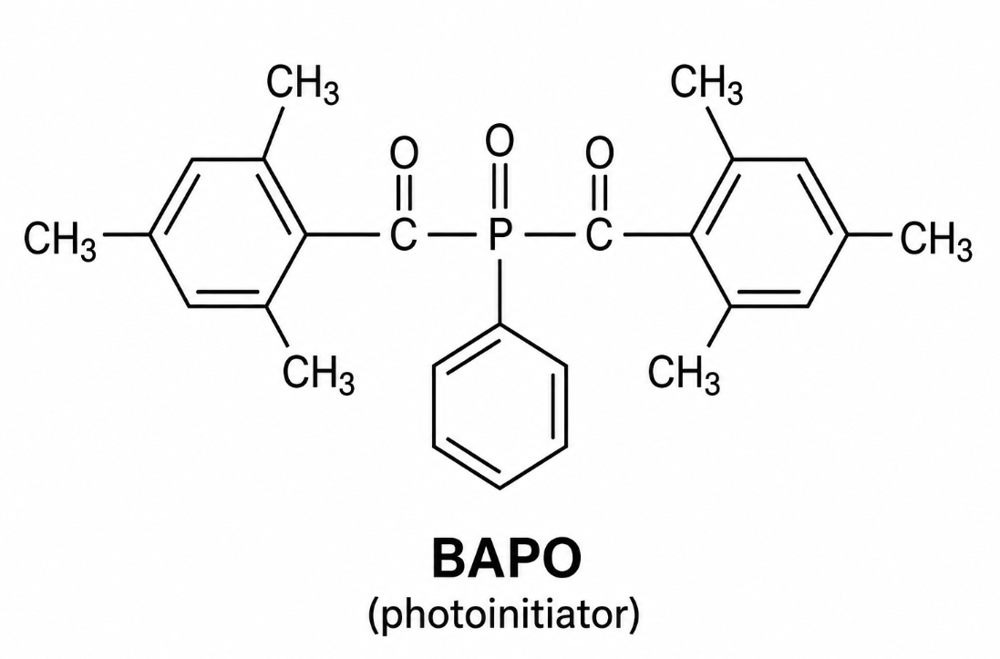 CH₃ CH₃
O O O
CH₃ C P C CH₃
CH₃ CH₃
BAPO
(photoinitiator)